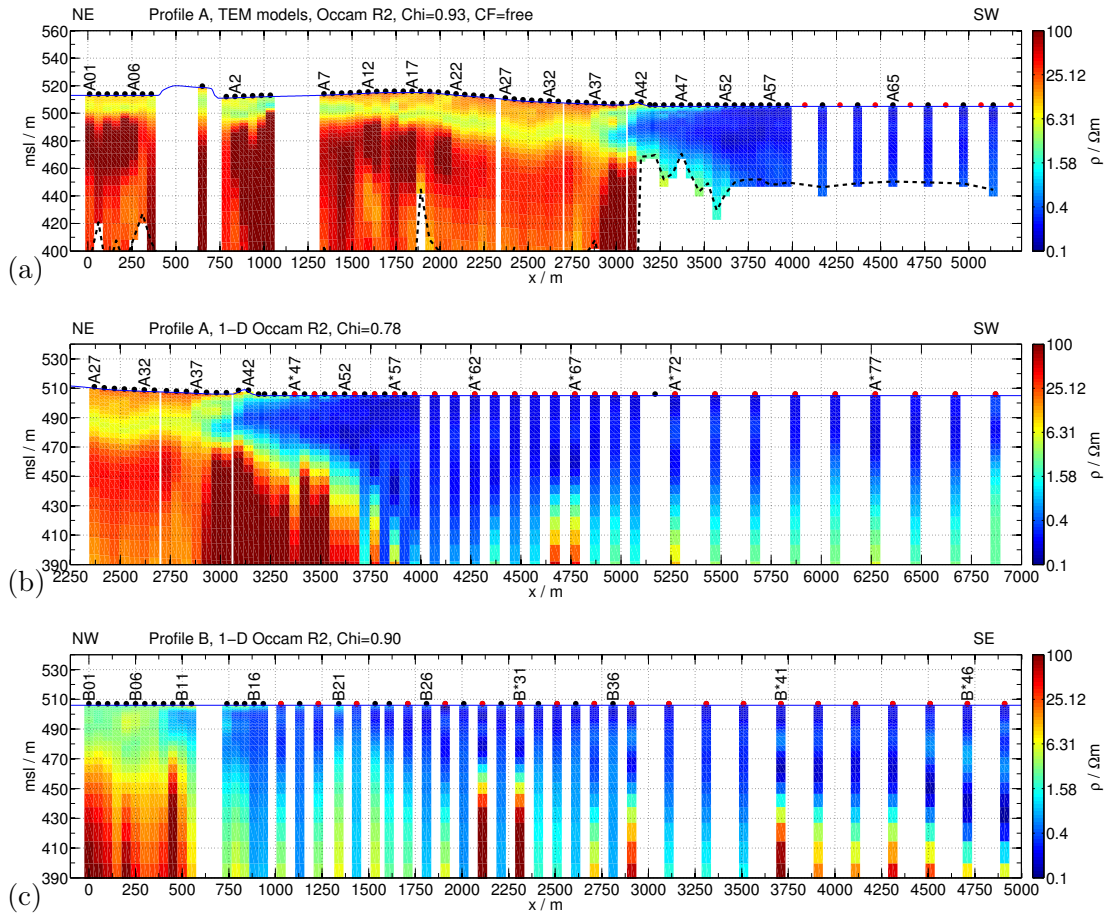 NE Profile A, TEM models, Occam R2, Chi=0.93, CF=free SW
A01 A06 A2 A7 A12 A17 A22 A27 A32 A37 A42 A47 A52 A57 A65
560 540 520 500 480 460 440 420 400
msl / m
0 250 500 750 1000 1250 1500 1750 2000 2250 2500 2750 3000 3250 3500 3750 4000 4250 4500 4750 5000
x / m
100 25.12 6.31 1.58 0.4 0.1
ρ / Ωm
(a)
NE Profile A, 1-D Occam R2, Chi=0.78 SW
A27 A32 A37 A42 A*47 A52 A*57 A*62 A*67 A*72 A*77
530 510 490 470 450 430 410 390
msl / m
2250 2500 2750 3000 3250 3500 3750 4000 4250 4500 4750 5000 5250 5500 5750 6000 6250 6500 6750 7000
x / m
100 25.12 6.31 1.58 0.4 0.1
ρ / Ωm
(b)
NW Profile B, 1-D Occam R2, Chi=0.90 SE
B01 B06 B11 B16 B21 B26 B*31 B36 B*41 B*46
530 510 490 470 450 430 410 390
msl / m
0 250 500 750 1000 1250 1500 1750 2000 2250 2500 2750 3000 3250 3500 3750 4000 4250 4500 4750 5000
x / m
100 25.12 6.31 1.58 0.4 0.1
ρ / Ωm
(c)